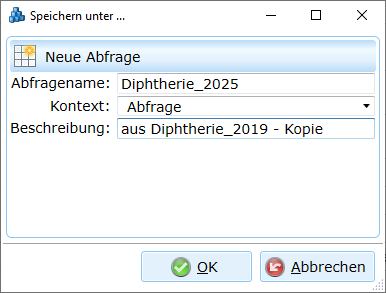 Speichern unter ...
Neue Abfrage
Abfragename: Diphtherie_2025
Kontext: Abfrage
Beschreibung: aus Diphtherie_2019 - Kopie
OK Abbrechen